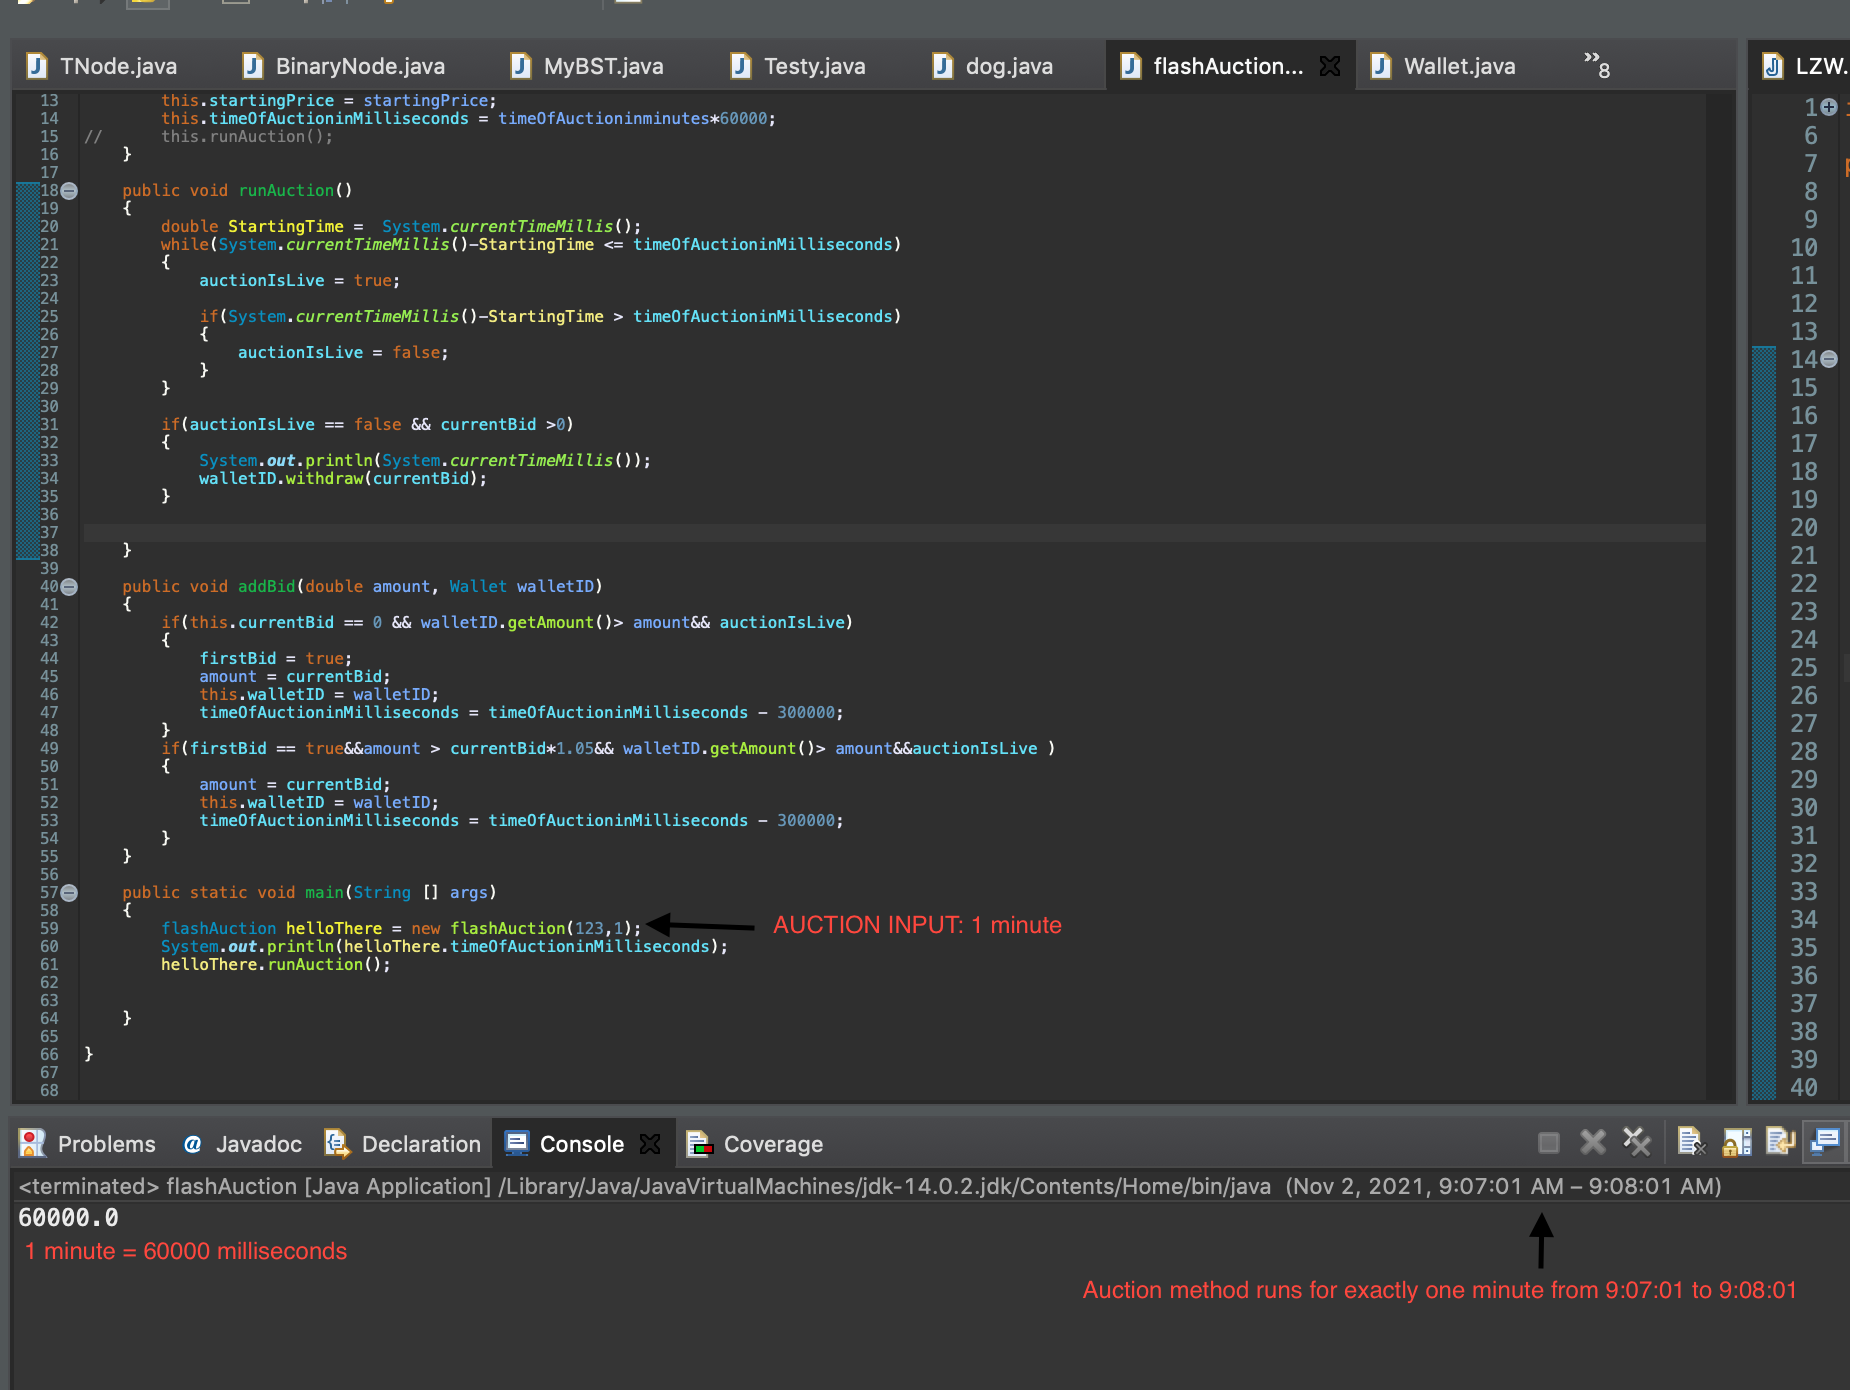 TNode.java BinaryNode.java MyBST.java Testy.java dog.java flashAuction... Wallet.java »8 LZW.
13 this.startingPrice = startingPrice;
14 this.timeOfAuctioninMilliseconds = timeOfAuctioninminutes*60000;
15 // this.runAuction();
16 }
17
18 public void runAuction()
19 {
20 double StartingTime = System.currentTimeMillis();
21 while(System.currentTimeMillis()-StartingTime <= timeOfAuctioninMilliseconds)
22 {
23 auctionIsLive = true;
24
25 if(System.currentTimeMillis()-StartingTime > timeOfAuctioninMilliseconds)
26 {
27 auctionIsLive = false;
28 }
29 }
30
31 if(auctionIsLive == false && currentBid >0)
32 {
33 System.out.println(System.currentTimeMillis());
34 walletID.withdraw(currentBid);
35 }
36
37
38 }
39
40 public void addBid(double amount, Wallet walletID)
41 {
42 if(this.currentBid == 0 && walletID.getAmount()> amount&& auctionIsLive)
43 {
44 firstBid = true;
45 amount = currentBid;
46 this.walletID = walletID;
47 timeOfAuctioninMilliseconds = timeOfAuctioninMilliseconds - 300000;
48 }
49 if(firstBid == true&&amount > currentBid*1.05&& walletID.getAmount()> amount&&auctionIsLive )
50 {
51 amount = currentBid;
52 this.walletID = walletID;
53 timeOfAuctioninMilliseconds = timeOfAuctioninMilliseconds - 300000;
54 }
55 }
56
57 public static void main(String [] args)
58 {
59 flashAuction helloThere = new flashAuction(123,1); AUCTION INPUT: 1 minute
60 System.out.println(helloThere.timeOfAuctioninMilliseconds);
61 helloThere.runAuction();
62
63
64 }
65
66 }
67
68
1
6
7
8
9
10
11
12
13
14
15
16
17
18
19
20
21
22
23
24
25
26
27
28
29
30
31
32
33
34
35
36
37
38
39
40
Problems @ Javadoc Declaration Console Coverage
<terminated> flashAuction [Java Application] /Library/Java/JavaVirtualMachines/jdk-14.0.2.jdk/Contents/Home/bin/java (Nov 2, 2021, 9:07:01 AM – 9:08:01 AM)
60000.0
1 minute = 60000 milliseconds
Auction method runs for exactly one minute from 9:07:01 to 9:08:01